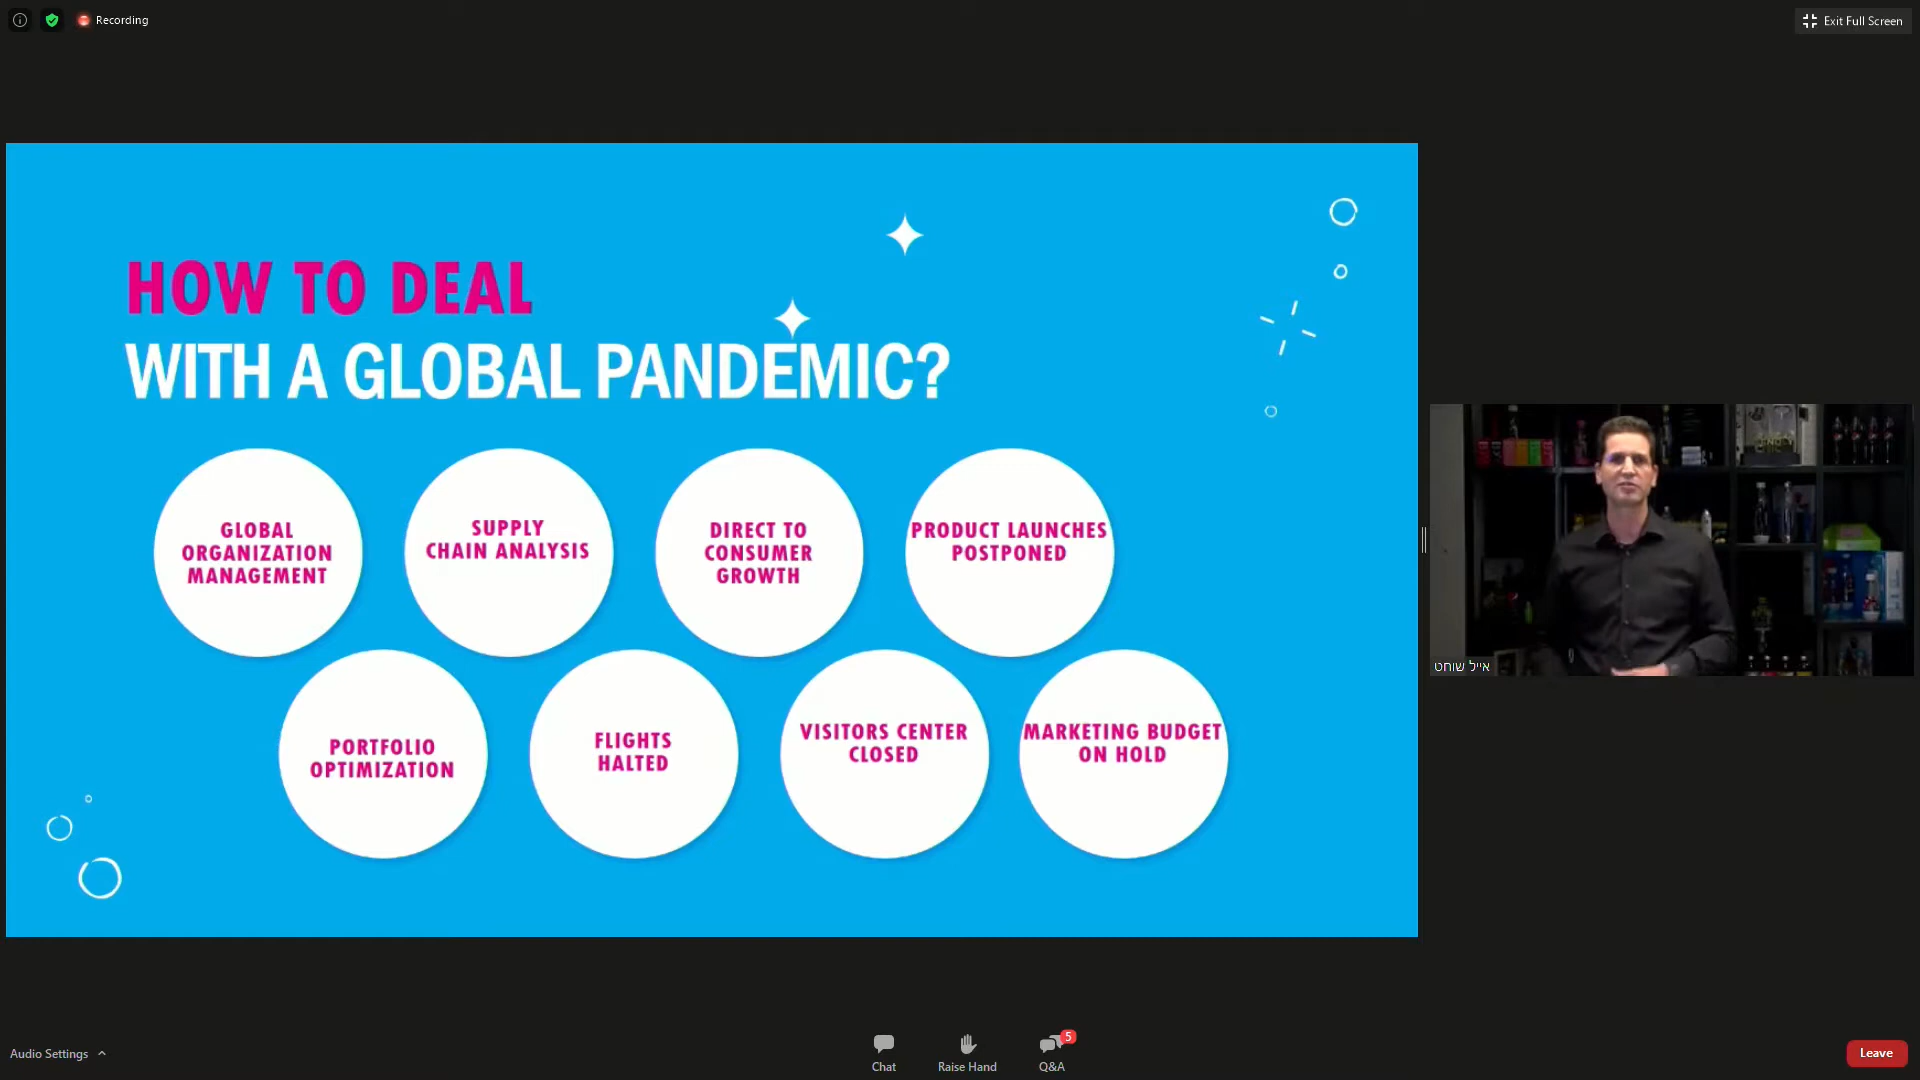 Recording
Exit Full Screen
HOW TO DEAL
WITH A GLOBAL PANDEMIC?
GLOBAL
ORGANIZATION
MANAGEMENT
SUPPLY
CHAIN ANALYSIS
DIRECT TO
CONSUMER
GROWTH
PRODUCT LAUNCHES
POSTPONED
PORTFOLIO
OPTIMIZATION
FLIGHTS
HALTED
VISITORS CENTER
CLOSED
MARKETING BUDGET
ON HOLD
אייל שוחט
Audio Settings
Chat
Raise Hand
5
Q&A
Leave